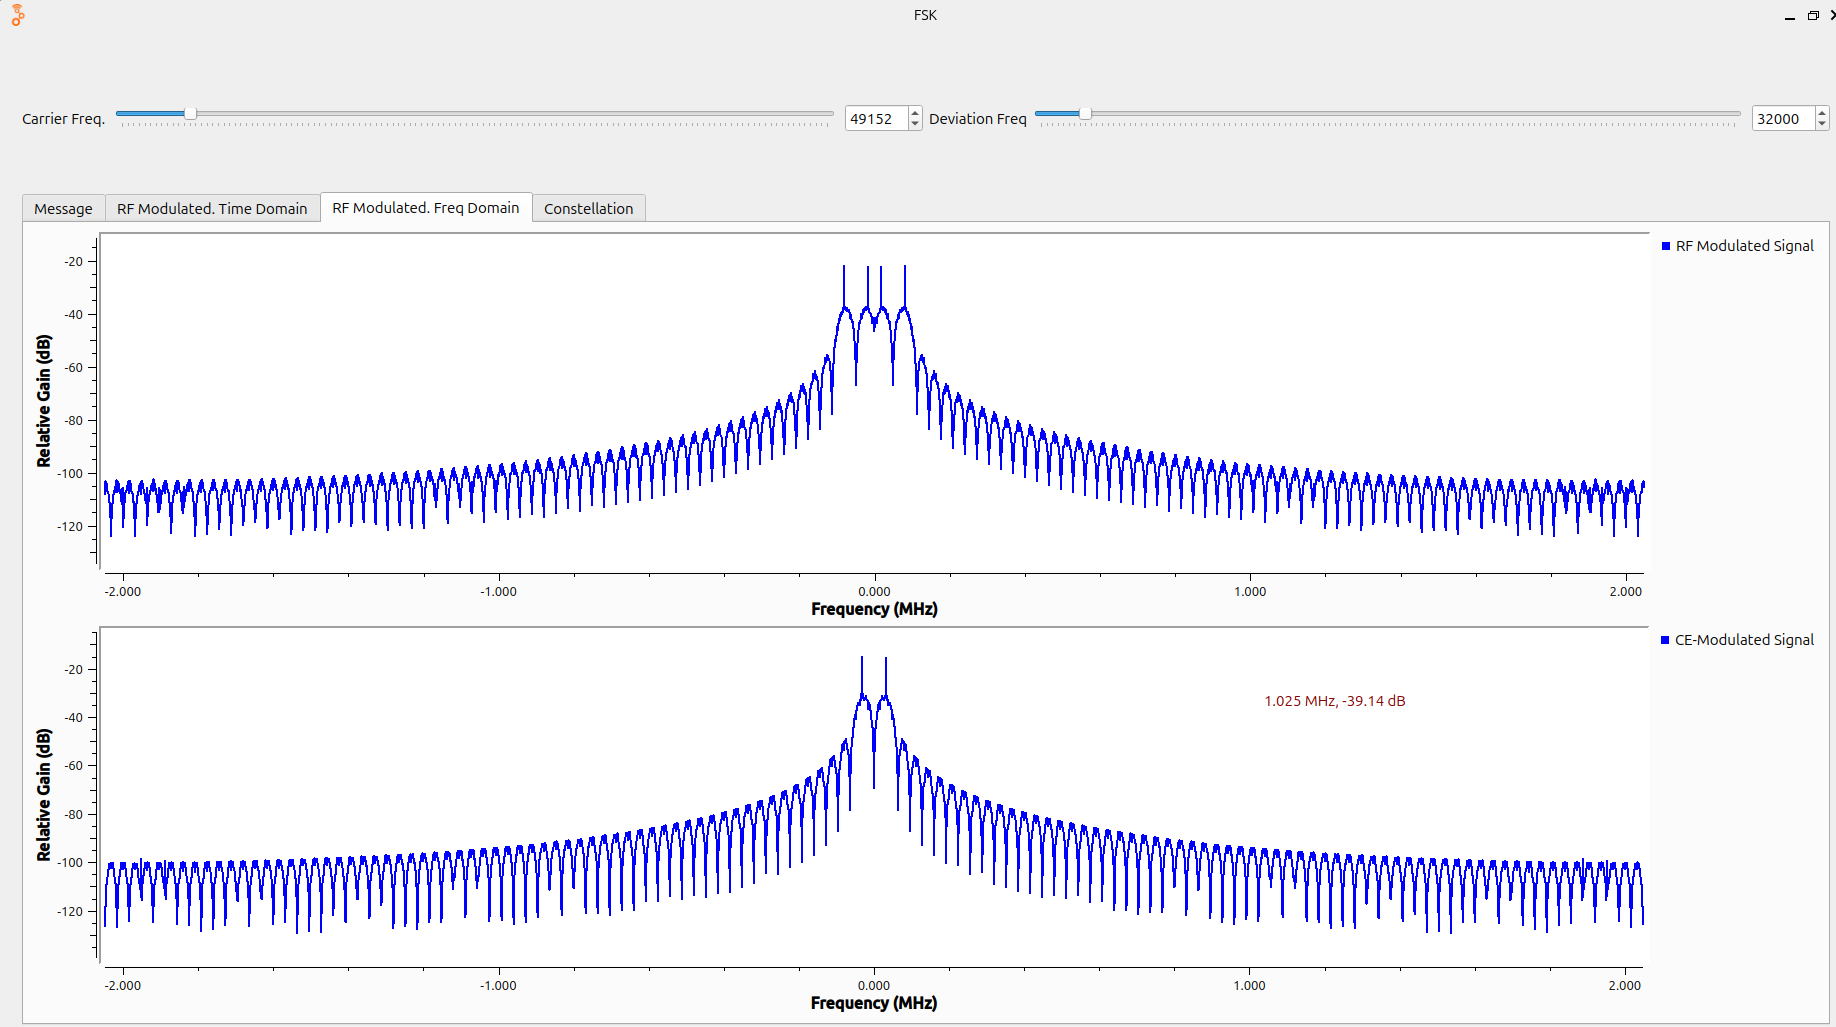 FSK
Carrier Freq. 49152 Deviation Freq 32000
Message RF Modulated. Time Domain RF Modulated. Freq Domain Constellation
RF Modulated Signal
Relative Gain (dB)
-20
-40
-60
-80
-100
-120
-2.000 -1.000 0.000 1.000 2.000
Frequency (MHz)
CE-Modulated Signal
1.025 MHz, -39.14 dB
Relative Gain (dB)
-20
-40
-60
-80
-100
-120
-2.000 -1.000 0.000 1.000 2.000
Frequency (MHz)